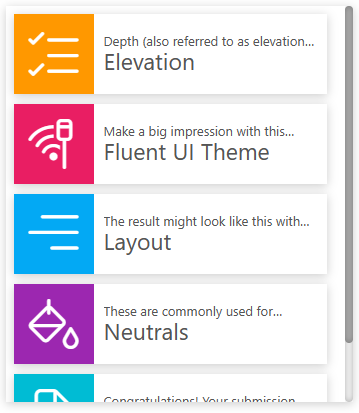 Depth (also referred to as elevation...
Elevation
Make a big impression with this...
Fluent UI Theme
The result might look like this with...
Layout
These are commonly used for...
Neutrals
Congratulations! Your submission